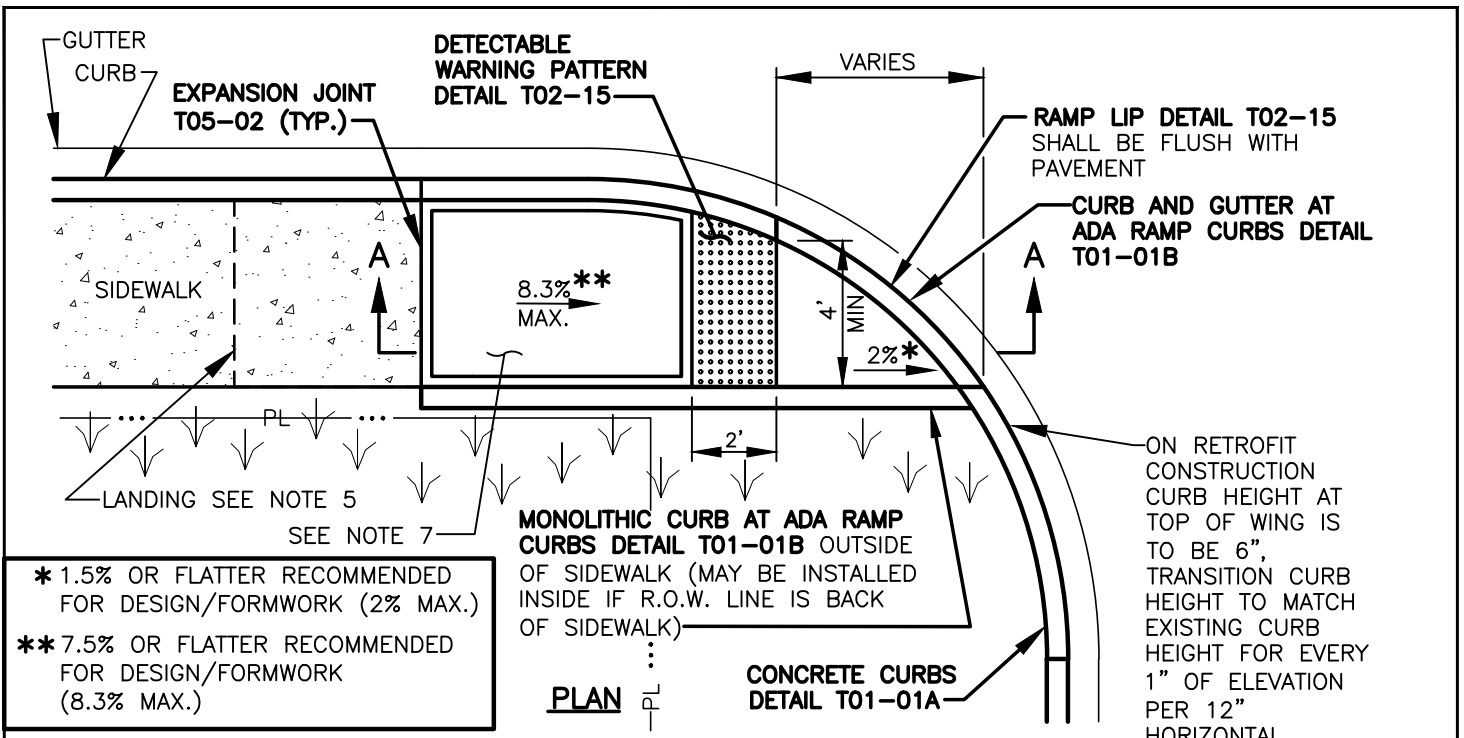 GUTTER
CURB
EXPANSION JOINT
T05-02 (TYP.)
DETECTABLE
WARNING PATTERN
DETAIL T02-15
VARIES
RAMP LIP DETAIL T02-15
SHALL BE FLUSH WITH
PAVEMENT
CURB AND GUTTER AT
ADA RAMP CURBS DETAIL
T01-01B
A
A
SIDEWALK
8.3%**
MAX.
4'
MIN
2%*
PL
2'
LANDING SEE NOTE 5
SEE NOTE 7
MONOLITHIC CURB AT ADA RAMP
CURBS DETAIL T01-01B OUTSIDE
OF SIDEWALK (MAY BE INSTALLED
INSIDE IF R.O.W. LINE IS BACK
OF SIDEWALK)
ON RETROFIT
CONSTRUCTION
CURB HEIGHT AT
TOP OF WING IS
TO BE 6",
TRANSITION CURB
HEIGHT TO MATCH
EXISTING CURB
HEIGHT FOR EVERY
1" OF ELEVATION
PER 12"
HORIZONTAL
* 1.5% OR FLATTER RECOMMENDED
FOR DESIGN/FORMWORK (2% MAX.)
** 7.5% OR FLATTER RECOMMENDED
FOR DESIGN/FORMWORK
(8.3% MAX.)
PLAN
PL
CONCRETE CURBS
DETAIL T01-01A